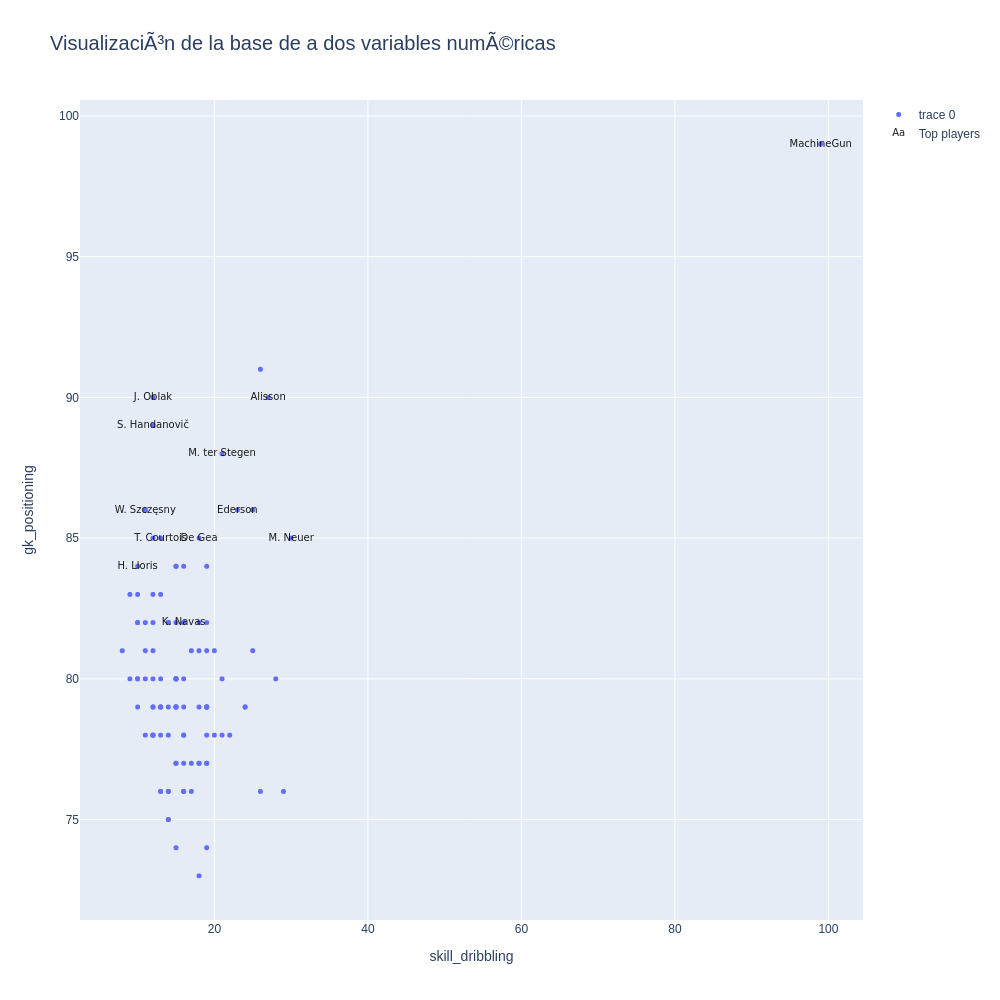 VisualizaciÃ³n de la base de a dos variables numÃ©ricas
trace 0
Aa Top players
100
95
90
85
80
75
gk_positioning
MachineGun
J. Oblak
Alisson
S. Handanovič
M. ter Stegen
W. Szczęsny
Ederson
T. Courtois
De Gea
M. Neuer
H. Lloris
K. Navas
20
40
60
80
100
skill_dribbling